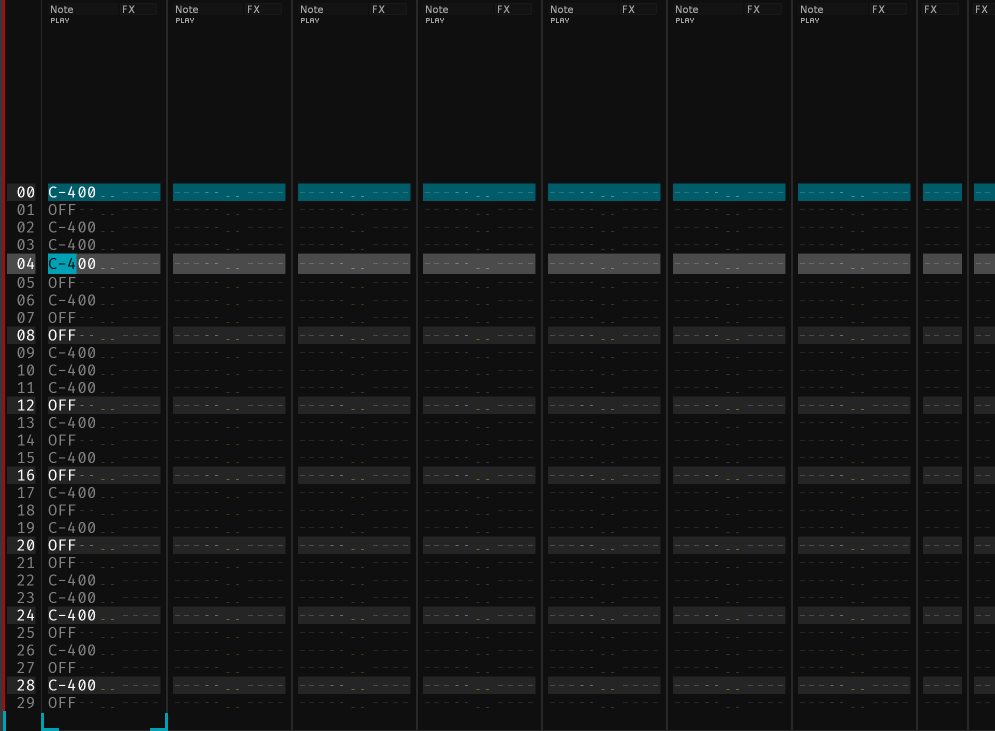 Note FX Note FX Note FX Note FX Note FX Note FX Note FX FX FX
PLAY PLAY PLAY PLAY PLAY PLAY PLAY
00 C-400
01 OFF
02 C-400
03 C-400
04 C-400
05 OFF
06 C-400
07 OFF
08 OFF
09 C-400
10 C-400
11 C-400
12 OFF
13 C-400
14 OFF
15 C-400
16 OFF
17 C-400
18 OFF
19 C-400
20 OFF
21 OFF
22 C-400
23 C-400
24 C-400
25 OFF
26 C-400
27 OFF
28 C-400
29 OFF